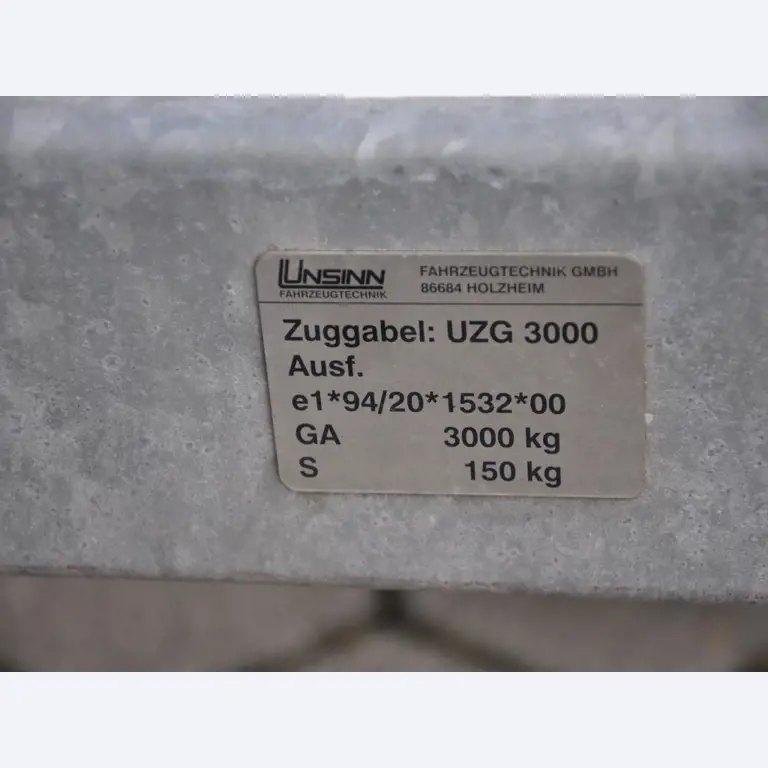 UNSINN
FAHRZEUGTECHNIK
FAHRZEUGTECHNIK GMBH
86684 HOLZHEIM
Zuggabel: UZG 3000
Ausf.
e1*94/20*1532*00
GA 3000 kg
S 150 kg